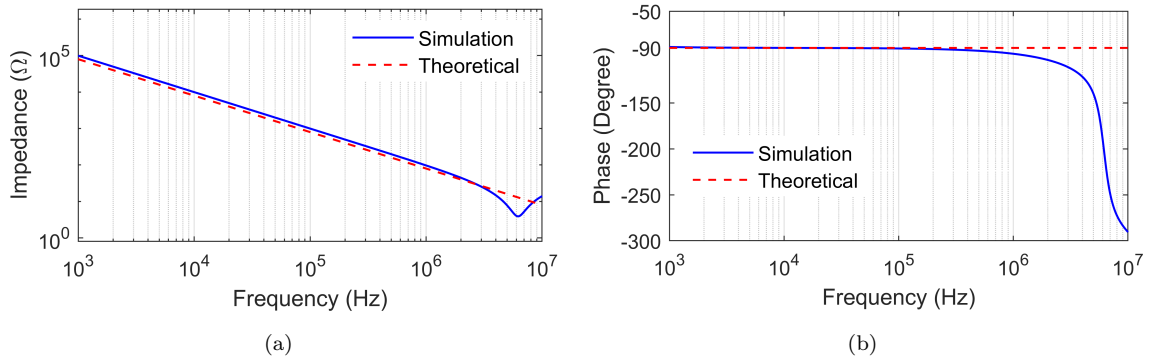 Impedance (Ω)
10^5
10^0
Simulation
Theoretical
10^3 10^4 10^5 10^6 10^7
Frequency (Hz)
(a)
Phase (Degree)
-50
-90
-150
-200
-250
-300
Simulation
Theoretical
10^3 10^4 10^5 10^6 10^7
Frequency (Hz)
(b)